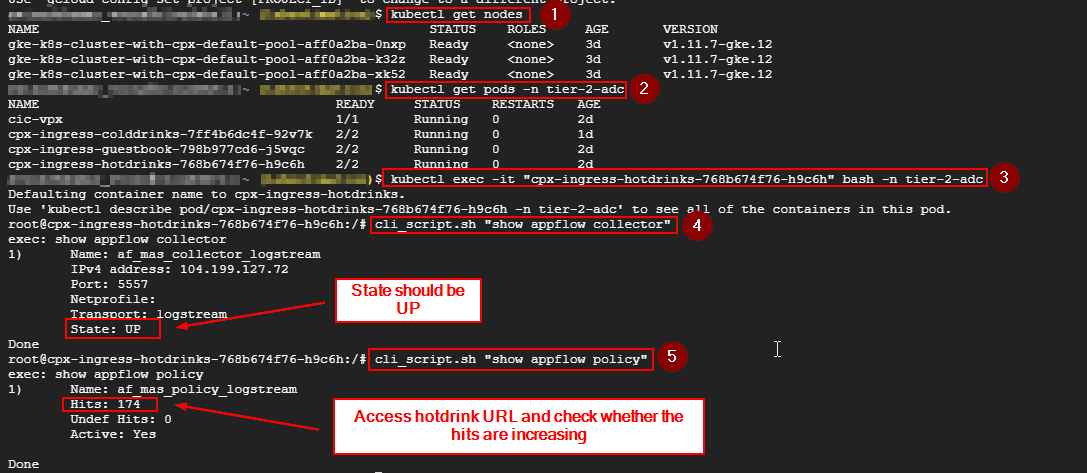 Use 'gcloud config set project [PROJECT_ID]' to change to a different project.
~ $ kubectl get nodes 1
NAME STATUS ROLES AGE VERSION
gke-k8s-cluster-with-cpx-default-pool-aff0a2ba-0nxp Ready <none> 3d v1.11.7-gke.12
gke-k8s-cluster-with-cpx-default-pool-aff0a2ba-k32z Ready <none> 3d v1.11.7-gke.12
gke-k8s-cluster-with-cpx-default-pool-aff0a2ba-xk52 Ready <none> 3d v1.11.7-gke.12
~ $ kubectl get pods -n tier-2-adc 2
NAME READY STATUS RESTARTS AGE
cic-vpx 1/1 Running 0 2d
cpx-ingress-colddrinks-7ff4b6dc4f-92v7k 2/2 Running 0 1d
cpx-ingress-guestbook-798b977cd6-j5vqc 2/2 Running 0 2d
cpx-ingress-hotdrinks-768b674f76-h9c6h 2/2 Running 0 2d
~ )$ kubectl exec -it "cpx-ingress-hotdrinks-768b674f76-h9c6h" bash -n tier-2-adc 3
Defaulting container name to cpx-ingress-hotdrinks.
Use 'kubectl describe pod/cpx-ingress-hotdrinks-768b674f76-h9c6h -n tier-2-adc' to see all of the containers in this pod.
root@cpx-ingress-hotdrinks-768b674f76-h9c6h:/# cli_script.sh "show appflow collector" 4
exec: show appflow collector
1) Name: af_mas_collector_logstream
IPv4 address: 104.199.127.72
Port: 5557
Netprofile:
Transport: logstream
State: UP
State should be
UP
Done
root@cpx-ingress-hotdrinks-768b674f76-h9c6h:/# cli_script.sh "show appflow policy" 5
exec: show appflow policy
1) Name: af_mas_policy_logstream
Hits: 174
Undef Hits: 0
Active: Yes
Access hotdrink URL and check whether the
hits are increasing
Done